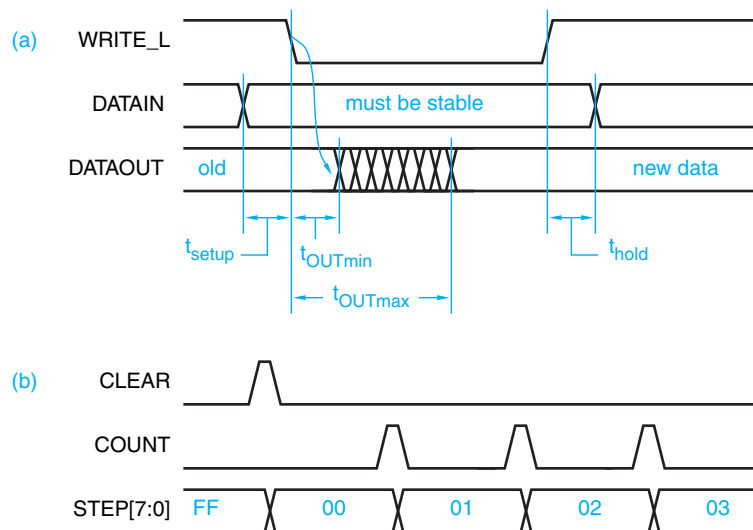 (a) WRITE_L
DATAIN must be stable
DATAOUT old new data
tsetup tOUTmin thold
tOUTmax
(b) CLEAR
COUNT
STEP[7:0] FF 00 01 02 03